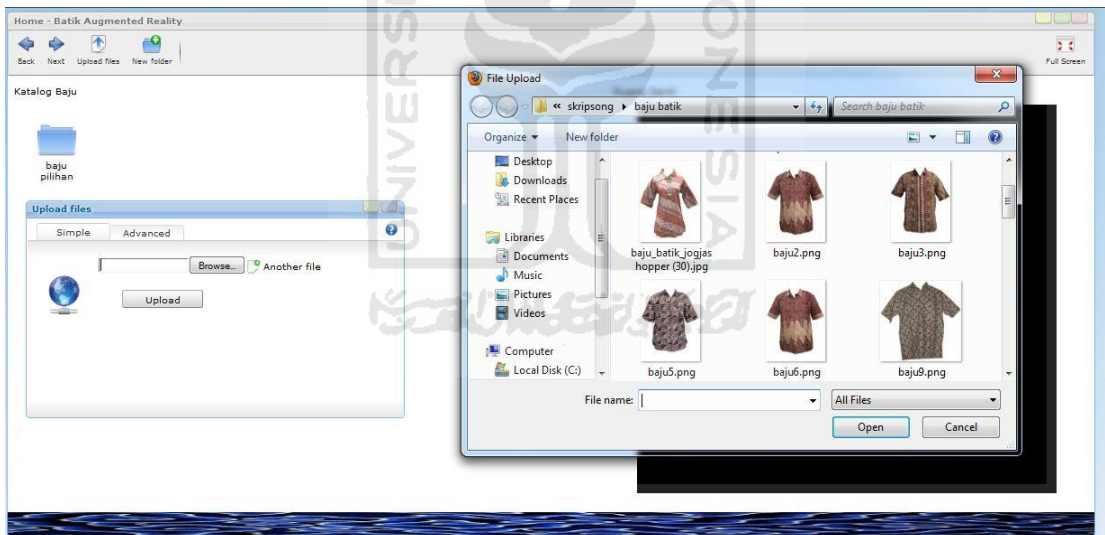 Home - Batik Augmented Reality
Back Next Upload files New folder
Full Screen
Katalog Baju
baju
pilihan
Upload files
Simple Advanced
Browse... Another file
Upload
File Upload
« skripsong ▸ baju batik
Search baju batik
Organize ▾ New folder
Desktop
Downloads
Recent Places
Libraries
Documents
Music
Pictures
Videos
Computer
Local Disk (C:)
baju_batik_jogjas
hopper (30).jpg
baju2.png
baju3.png
baju5.png
baju6.png
baju9.png
File name:
All Files
Open Cancel